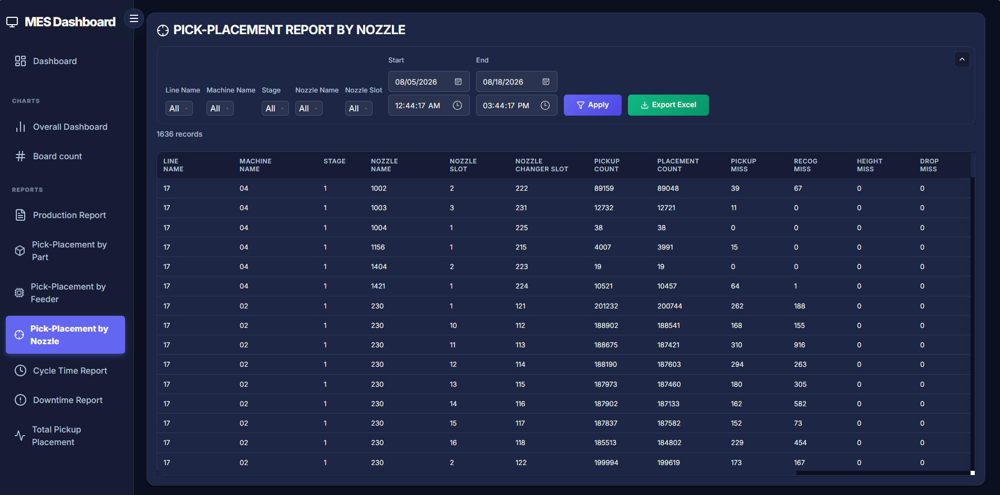 MES Dashboard
Dashboard
CHARTS
Overall Dashboard
Board count
REPORTS
Production Report
Pick-Placement by
Part
Pick-Placement by
Feeder
Pick-Placement by
Nozzle
Cycle Time Report
Downtime Report
Total Pickup
Placement
PICK-PLACEMENT REPORT BY NOZZLE
Line Name Machine Name Stage Nozzle Name Nozzle Slot Start End
All All All All All 08/05/2026 08/18/2026
12:44:17 AM 03:44:17 PM Apply Export Excel
1636 records
LINE NAME MACHINE NAME STAGE NOZZLE NAME NOZZLE SLOT NOZZLE CHANGER SLOT PICKUP COUNT PLACEMENT COUNT PICKUP MISS RECOG MISS HEIGHT MISS DROP MISS
17 04 1 1002 2 222 89159 89048 39 67 0 0
17 04 1 1003 3 231 12732 12721 11 0 0 0
17 04 1 1004 1 225 38 38 0 0 0 0
17 04 1 1156 1 215 4007 3991 15 0 0 0
17 04 1 1404 2 223 19 19 0 0 0 0
17 04 1 1421 1 224 10521 10457 64 1 0 0
17 02 1 230 1 121 201232 200744 262 188 0 0
17 02 1 230 10 112 188902 188541 168 155 0 0
17 02 1 230 11 113 188675 187421 310 916 0 0
17 02 1 230 12 114 188190 187603 294 263 0 0
17 02 1 230 13 115 187973 187460 180 305 0 0
17 02 1 230 14 116 187902 187133 162 582 0 0
17 02 1 230 15 117 187837 187582 152 73 0 0
17 02 1 230 16 118 185513 184802 229 454 0 0
17 02 1 230 2 122 199994 199619 173 167 0 0